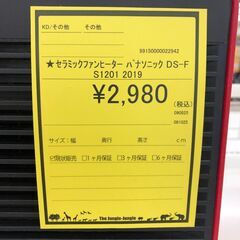 KD/その他
その他
99150000022942
★セラミックファンヒーター パナソニック DS-F
S1201 2019
¥2,980
(税込)
090623
081023
サイズ:幅 奥行 高さ cm
☑現状販売 □1ヶ月保証 □3ヶ月保証 □6ヶ月保証
The Jungle-Jungle